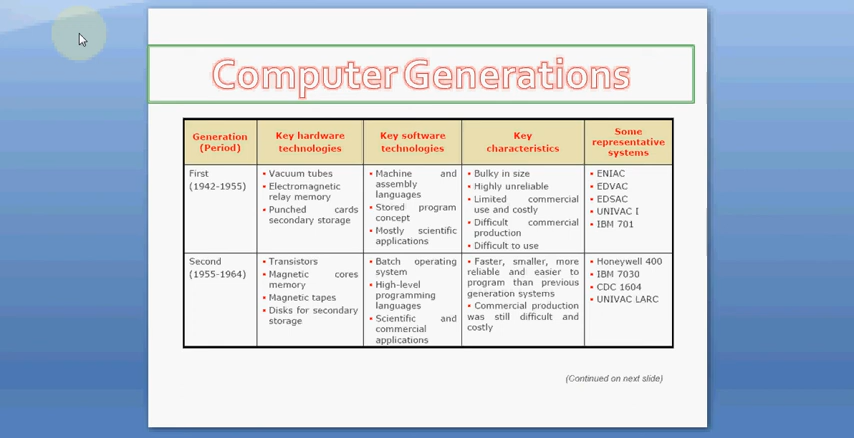 Computer Generations
Generation
(Period)
Key hardware
technologies
Key software
technologies
Key
characteristics
Some
representative
systems
First
(1942-1955)
▪ Vacuum tubes
▪ Electromagnetic
relay memory
▪ Punched cards
secondary storage
▪ Machine and
assembly
languages
▪ Stored program
concept
▪ Mostly scientific
applications
▪ Bulky in size
▪ Highly unreliable
▪ Limited commercial
use and costly
▪ Difficult commercial
production
▪ Difficult to use
▪ ENIAC
▪ EDVAC
▪ EDSAC
▪ UNIVAC I
▪ IBM 701
Second
(1955-1964)
▪ Transistors
▪ Magnetic cores
memory
▪ Magnetic tapes
▪ Disks for secondary
storage
▪ Batch operating
system
▪ High-level
programming
languages
▪ Scientific and
commercial
applications
▪ Faster, smaller, more
reliable and easier to
program than previous
generation systems
▪ Commercial production
was still difficult and
costly
▪ Honeywell 400
▪ IBM 7030
▪ CDC 1604
▪ UNIVAC LARC
(Continued on next slide)